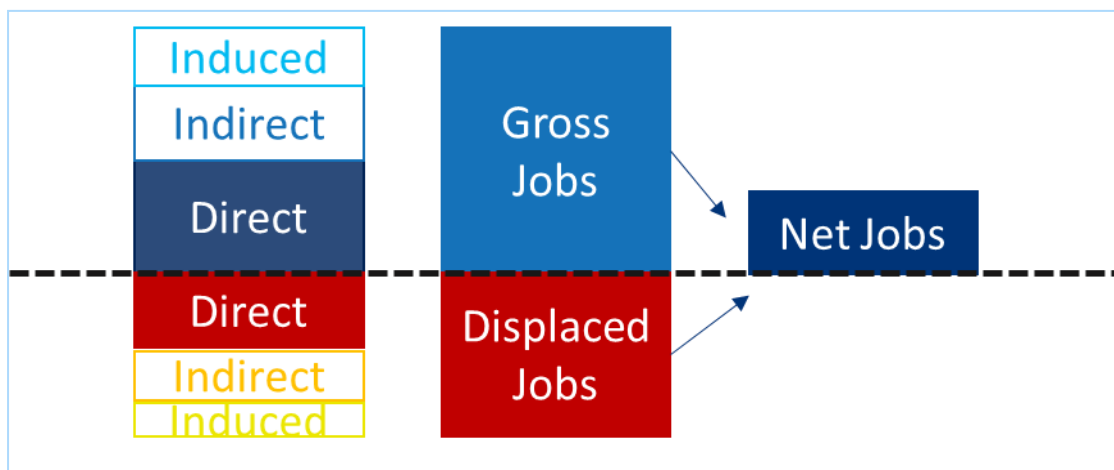 Induced
Indirect
Direct
Direct
Indirect
Induced
Gross
Jobs
Displaced
Jobs
Net Jobs